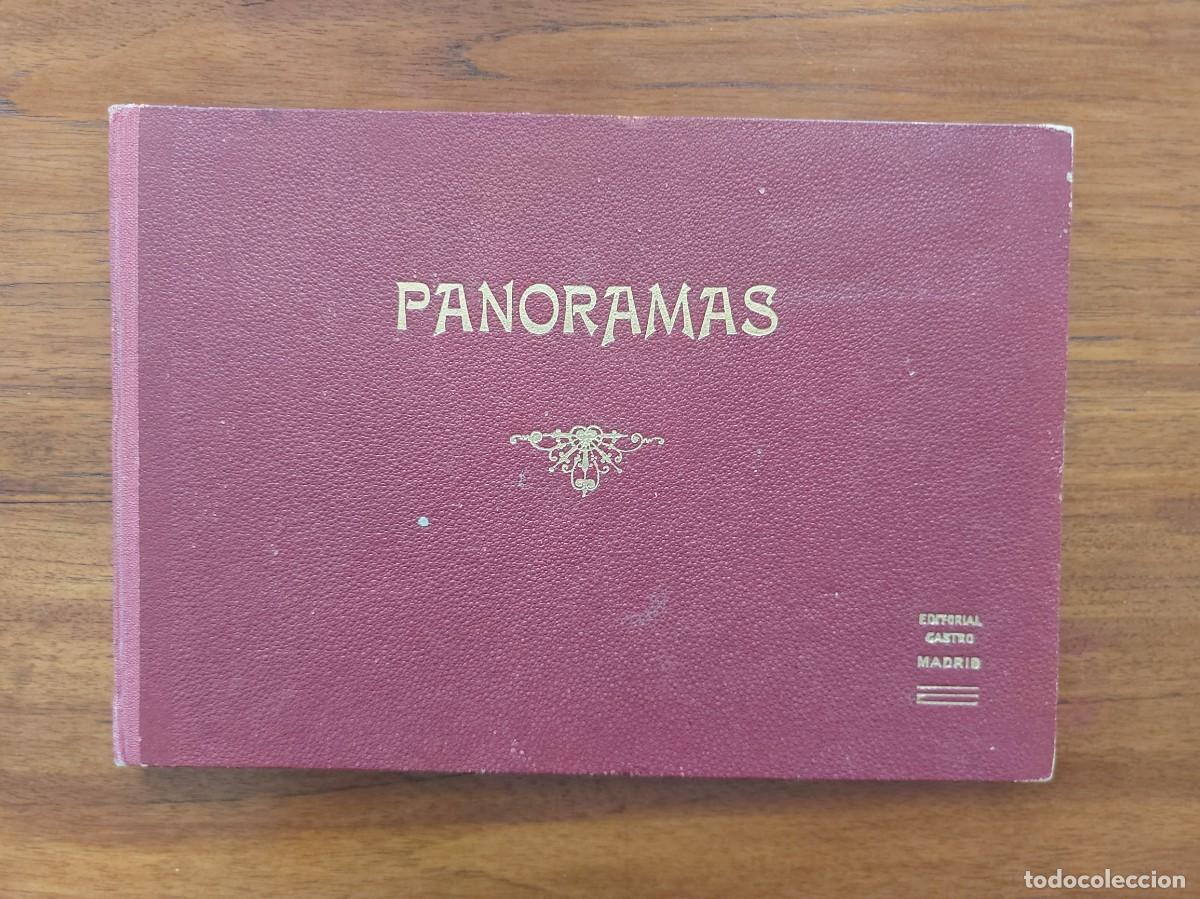 PANORAMAS
EDITORIAL
CASTRO
MADRID
todocoleccion